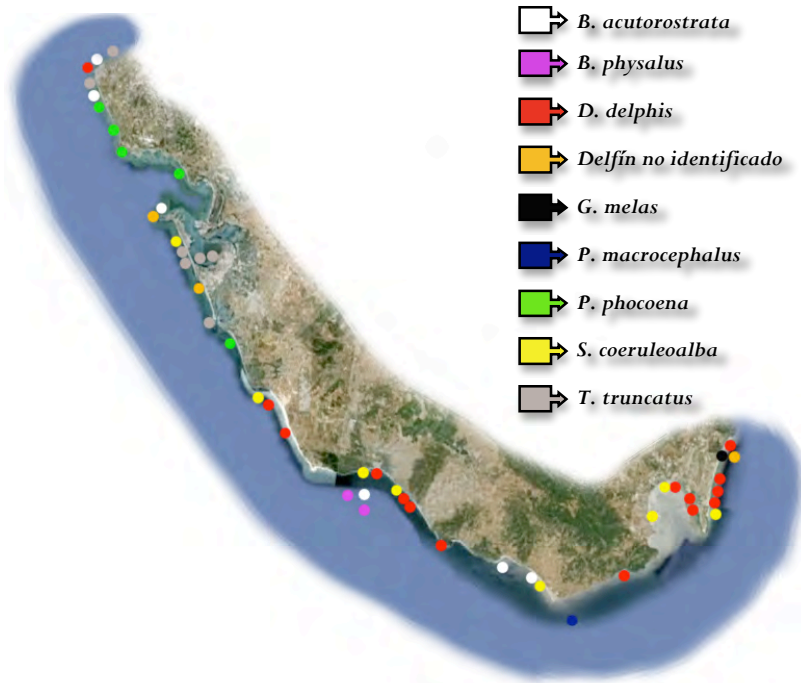 B. acutorostrata
B. physalus
D. delphis
Delfín no identificado
G. melas
P. macrocephalus
P. phocoena
S. coeruleoalba
T. truncatus